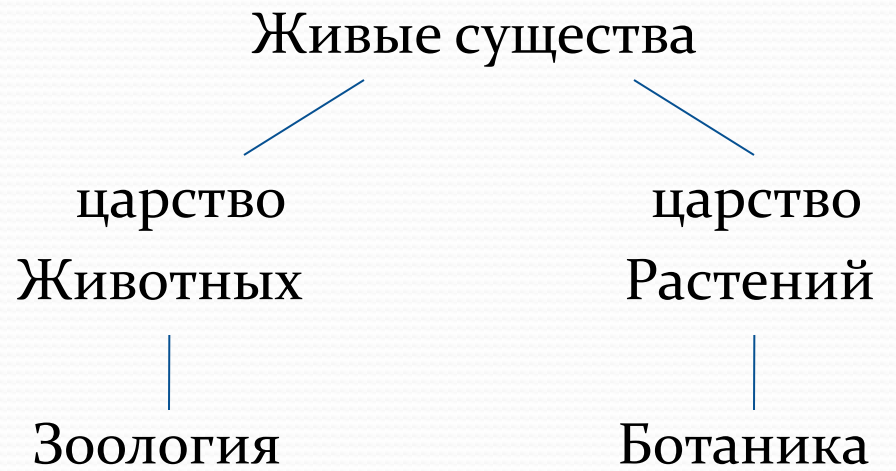 Живые существа
царство
Животных
царство
Растений
Зоология
Ботаника